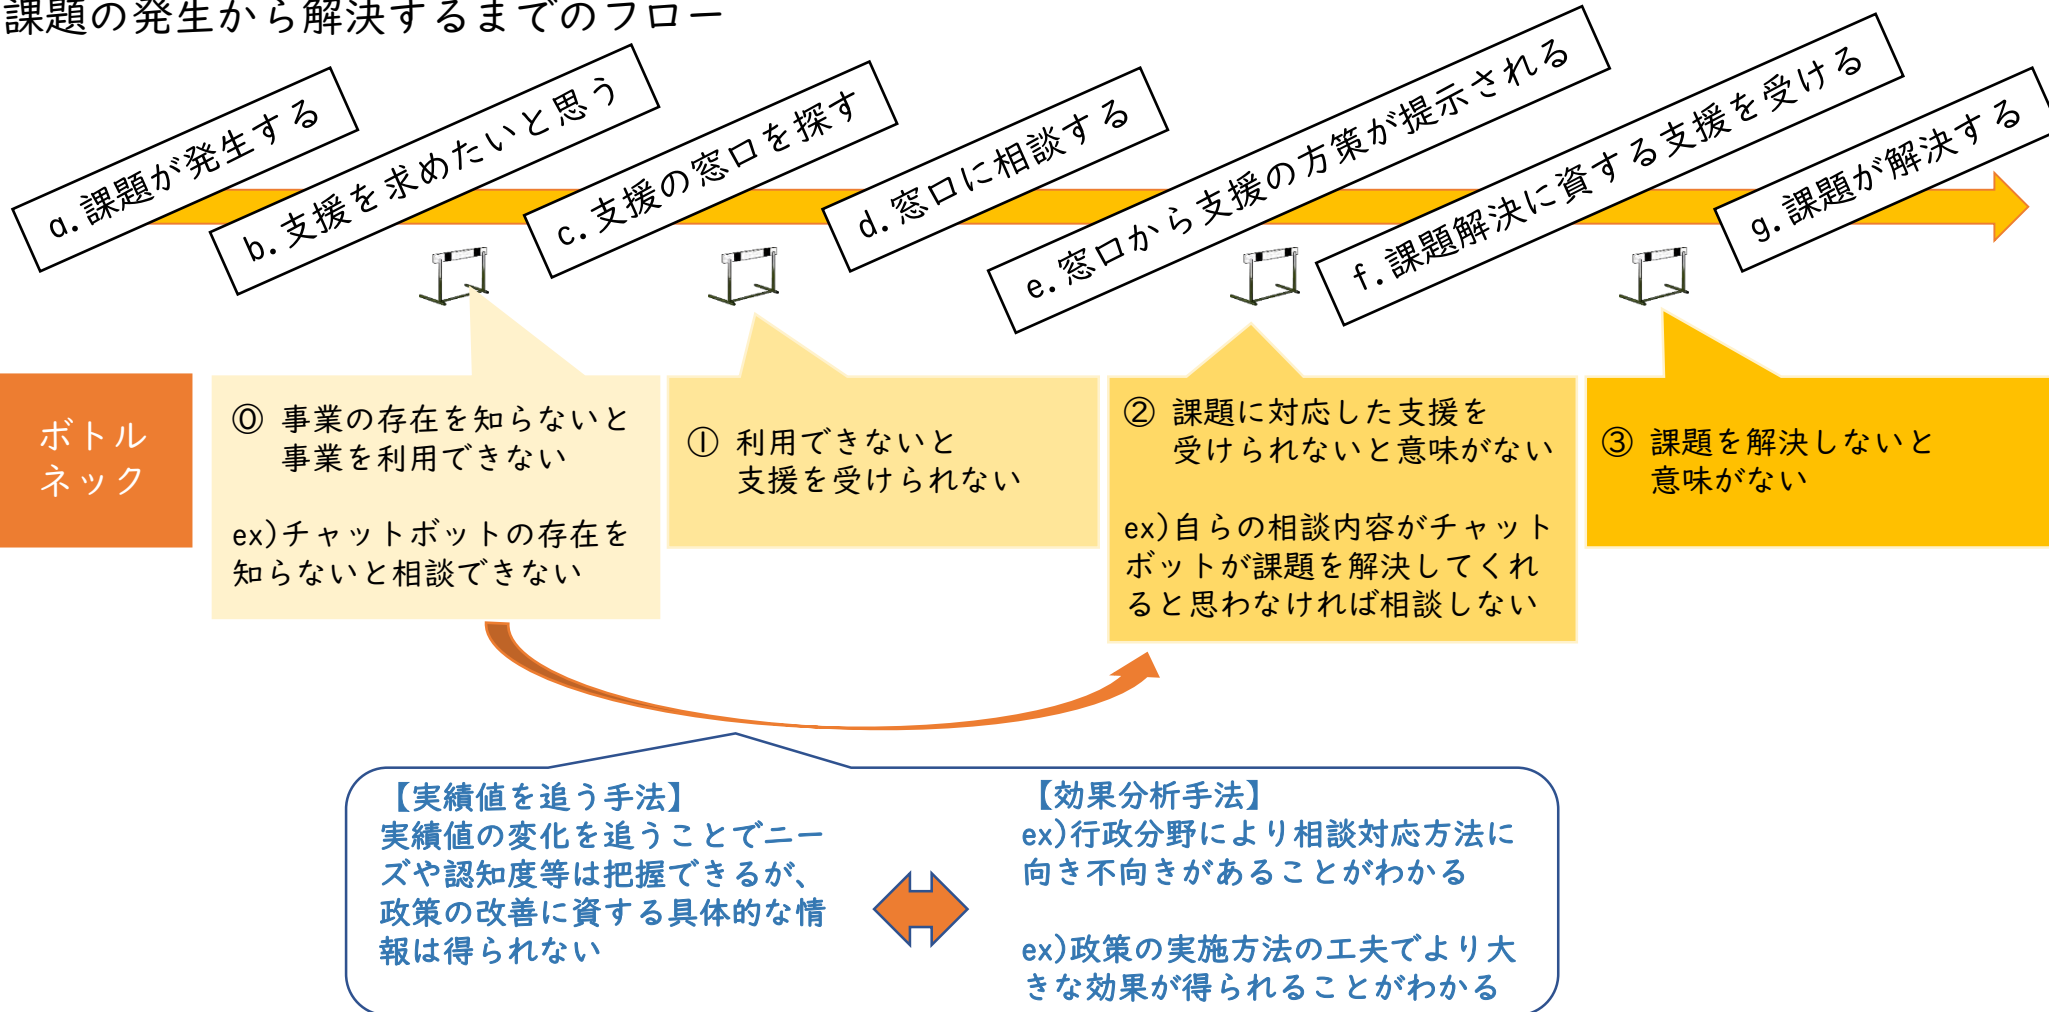 課題の発生から解決するまでのフロー
a.課題が発生する
b.支援を求めたいと思う
c.支援の窓口を探す
d.窓口に相談する
e.窓口から支援の方策が提示される
f.課題解決に資する支援を受ける
g.課題が解決する
ボトル
ネック
⓪ 事業の存在を知らないと
事業を利用できない
ex)チャットボットの存在を
知らないと相談できない
① 利用できないと
支援を受けられない
② 課題に対応した支援を
受けられないと意味がない
ex)自らの相談内容がチャット
ボットが課題を解決してくれ
ると思わなければ相談しない
③ 課題を解決しないと
意味がない
【実績値を追う手法】
実績値の変化を追うことでニー
ズや認知度等は把握できるが、
政策の改善に資する具体的な情
報は得られない
【効果分析手法】
ex)行政分野により相談対応方法に
向き不向きがあることがわかる
ex)政策の実施方法の工夫でより大
きな効果が得られることがわかる